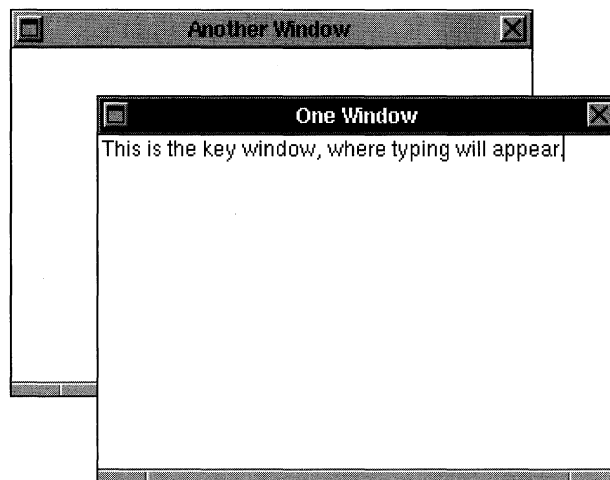 Another Window
One Window
This is the key window, where typing will appear.